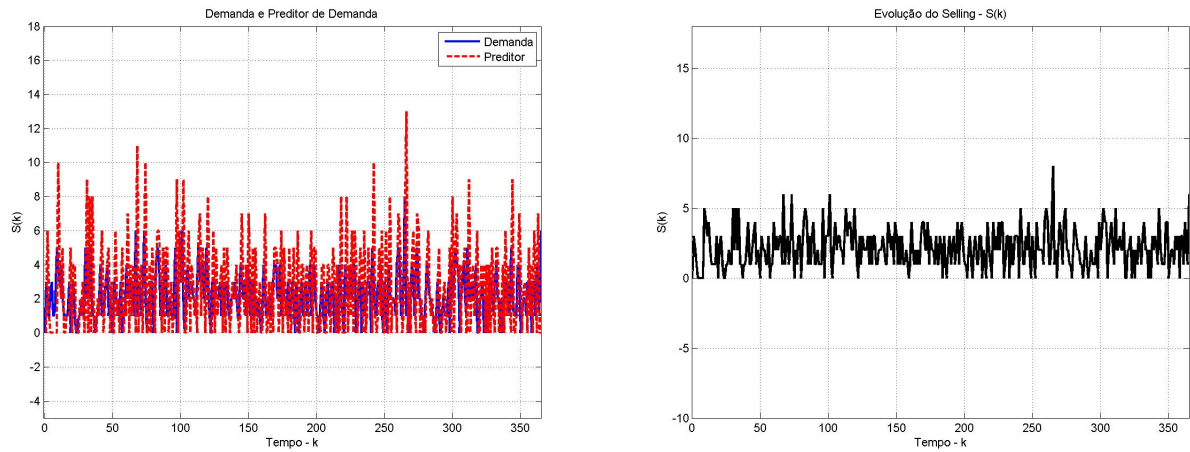 Demanda e Preditor de Demanda
18
16
14
12
10
8
6
4
2
0
-2
-4
S(k)
Demanda
Preditor
0 50 100 150 200 250 300 350
Tempo - k
Evolução do Selling - S(k)
15
10
5
0
-5
-10
S(k)
0 50 100 150 200 250 300 350
Tempo - k